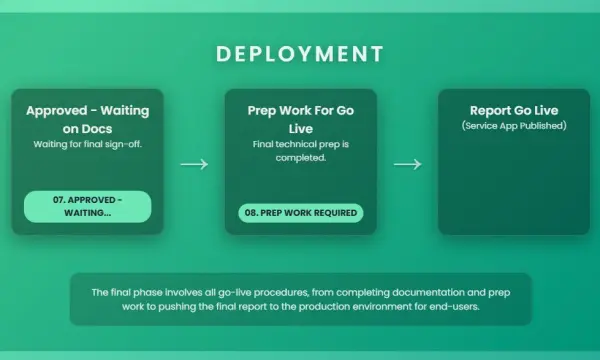 DEPLOYMENT
Approved - Waiting
on Docs
Waiting for final sign-off.
07. APPROVED -
WAITING...
Prep Work For Go
Live
Final technical prep is
completed.
08. PREP WORK REQUIRED
Report Go Live
(Service App Published)
The final phase involves all go-live procedures, from completing documentation and prep
work to pushing the final report to the production environment for end-users.